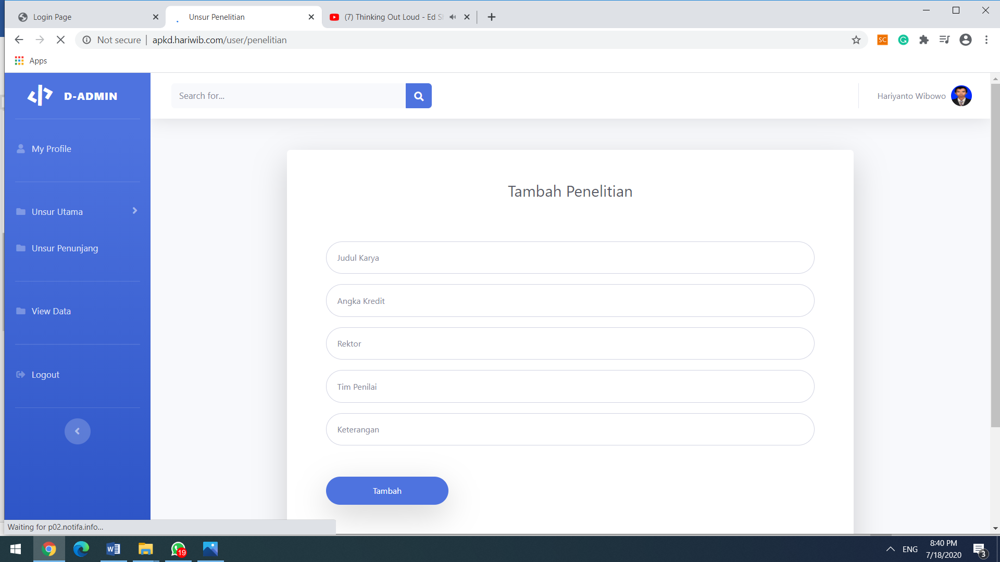 Login Page
Unsur Penelitian
(7) Thinking Out Loud - Ed
Not secure
apkd.hariwib.com/user/penelitian
SC
Apps
D-ADMIN
Search for...
Hariyanto Wibowo
My Profile
Unsur Utama
Unsur Penunjang
View Data
Logout
Tambah Penelitian
Judul Karya
Angka Kredit
Rektor
Tim Penilai
Keterangan
Tambah
Waiting for p02.notifa.info...
19
ENG
8:40 PM
7/18/2020
3